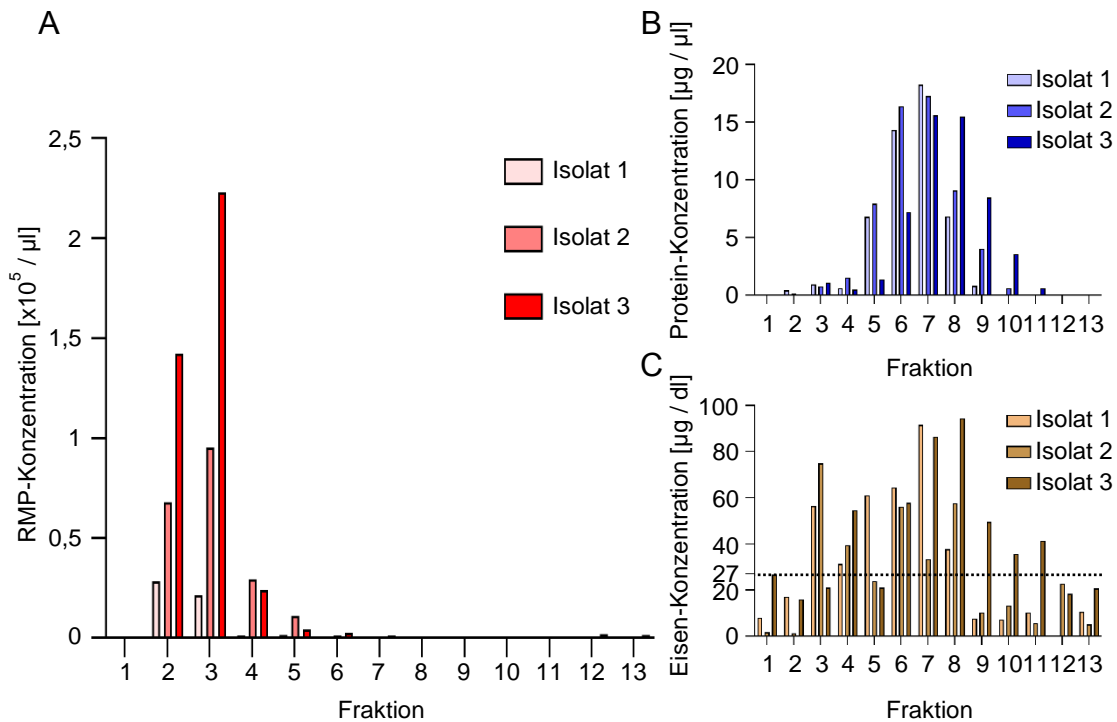 A
RMP-Konzentration [x10⁵ / µl]
2,5
2
1,5
1
0,5
0
1 2 3 4 5 6 7 8 9 10 11 12 13
Fraktion
Isolat 1
Isolat 2
Isolat 3
B
Protein-Konzentration [µg / µl]
20
15
10
5
0
1 2 3 4 5 6 7 8 9 10 11 12 13
Fraktion
Isolat 1
Isolat 2
Isolat 3
C
Eisen-Konzentration [µg / dl]
100
80
60
40
27
20
0
1 2 3 4 5 6 7 8 9 10 11 12 13
Fraktion
Isolat 1
Isolat 2
Isolat 3